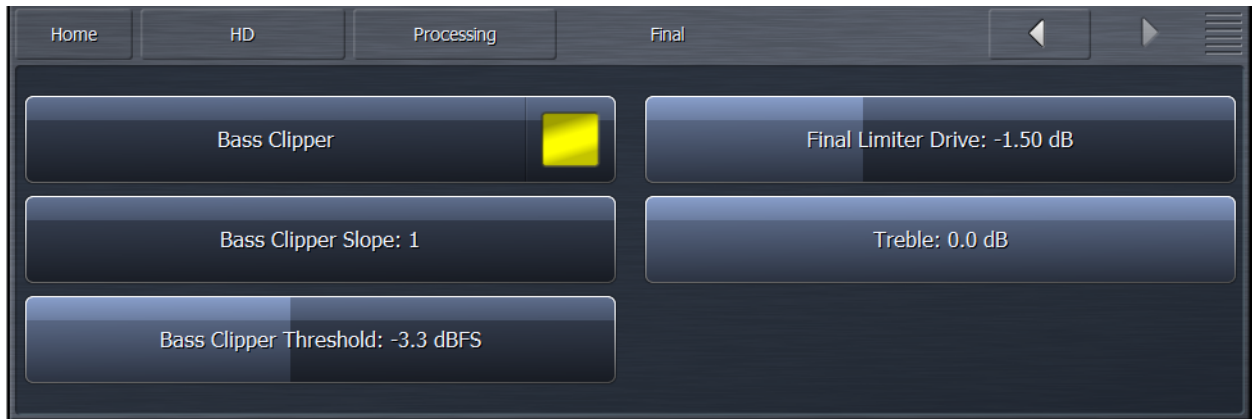 Home HD Processing Final
Bass Clipper
Final Limiter Drive: -1.50 dB
Bass Clipper Slope: 1
Treble: 0.0 dB
Bass Clipper Threshold: -3.3 dBFS